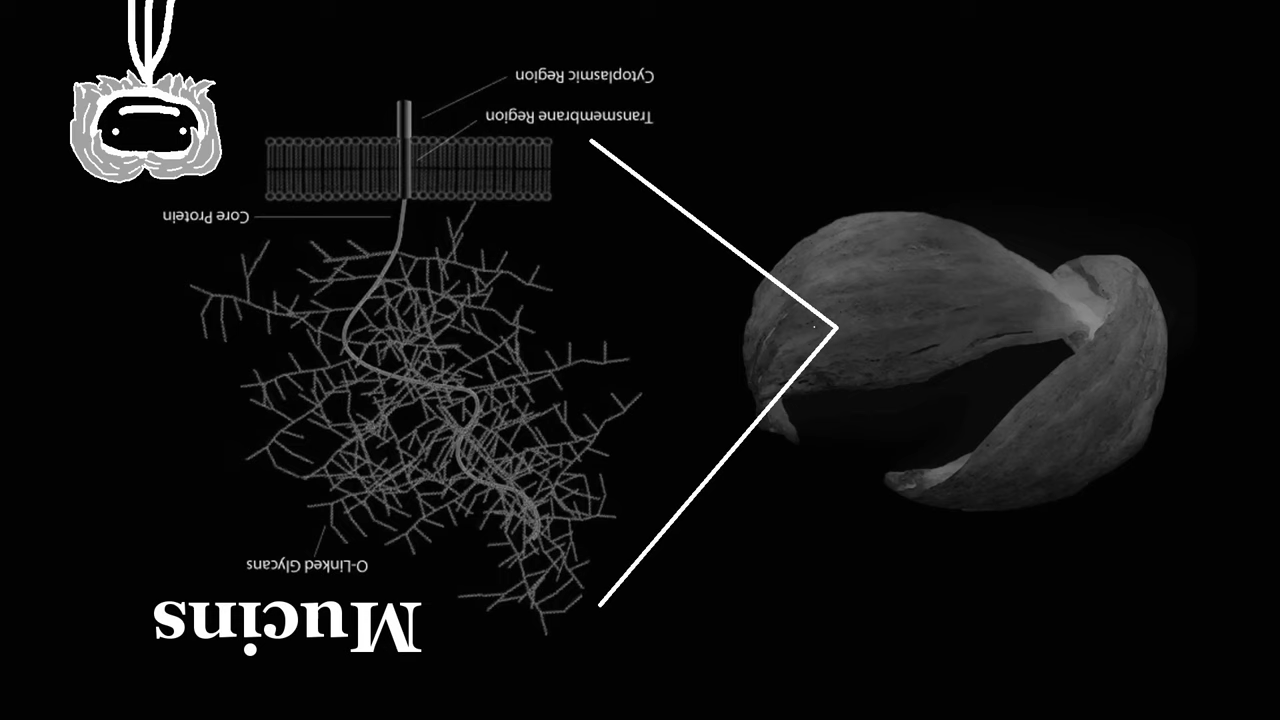 Mucins
O-Linked Glycans
Core Protein
Transmembrane Region
Cytoplasmic Region